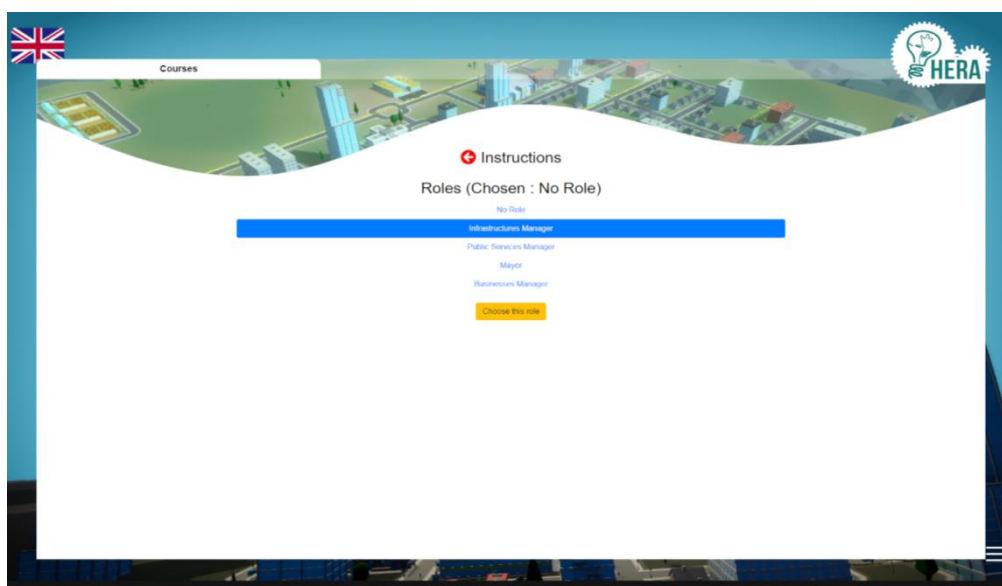 HERA
Courses
Instructions
Roles (Chosen : No Role)
No Role
Infrastructures Manager
Public Services Manager
Mayor
Businesses Manager
Choose this role